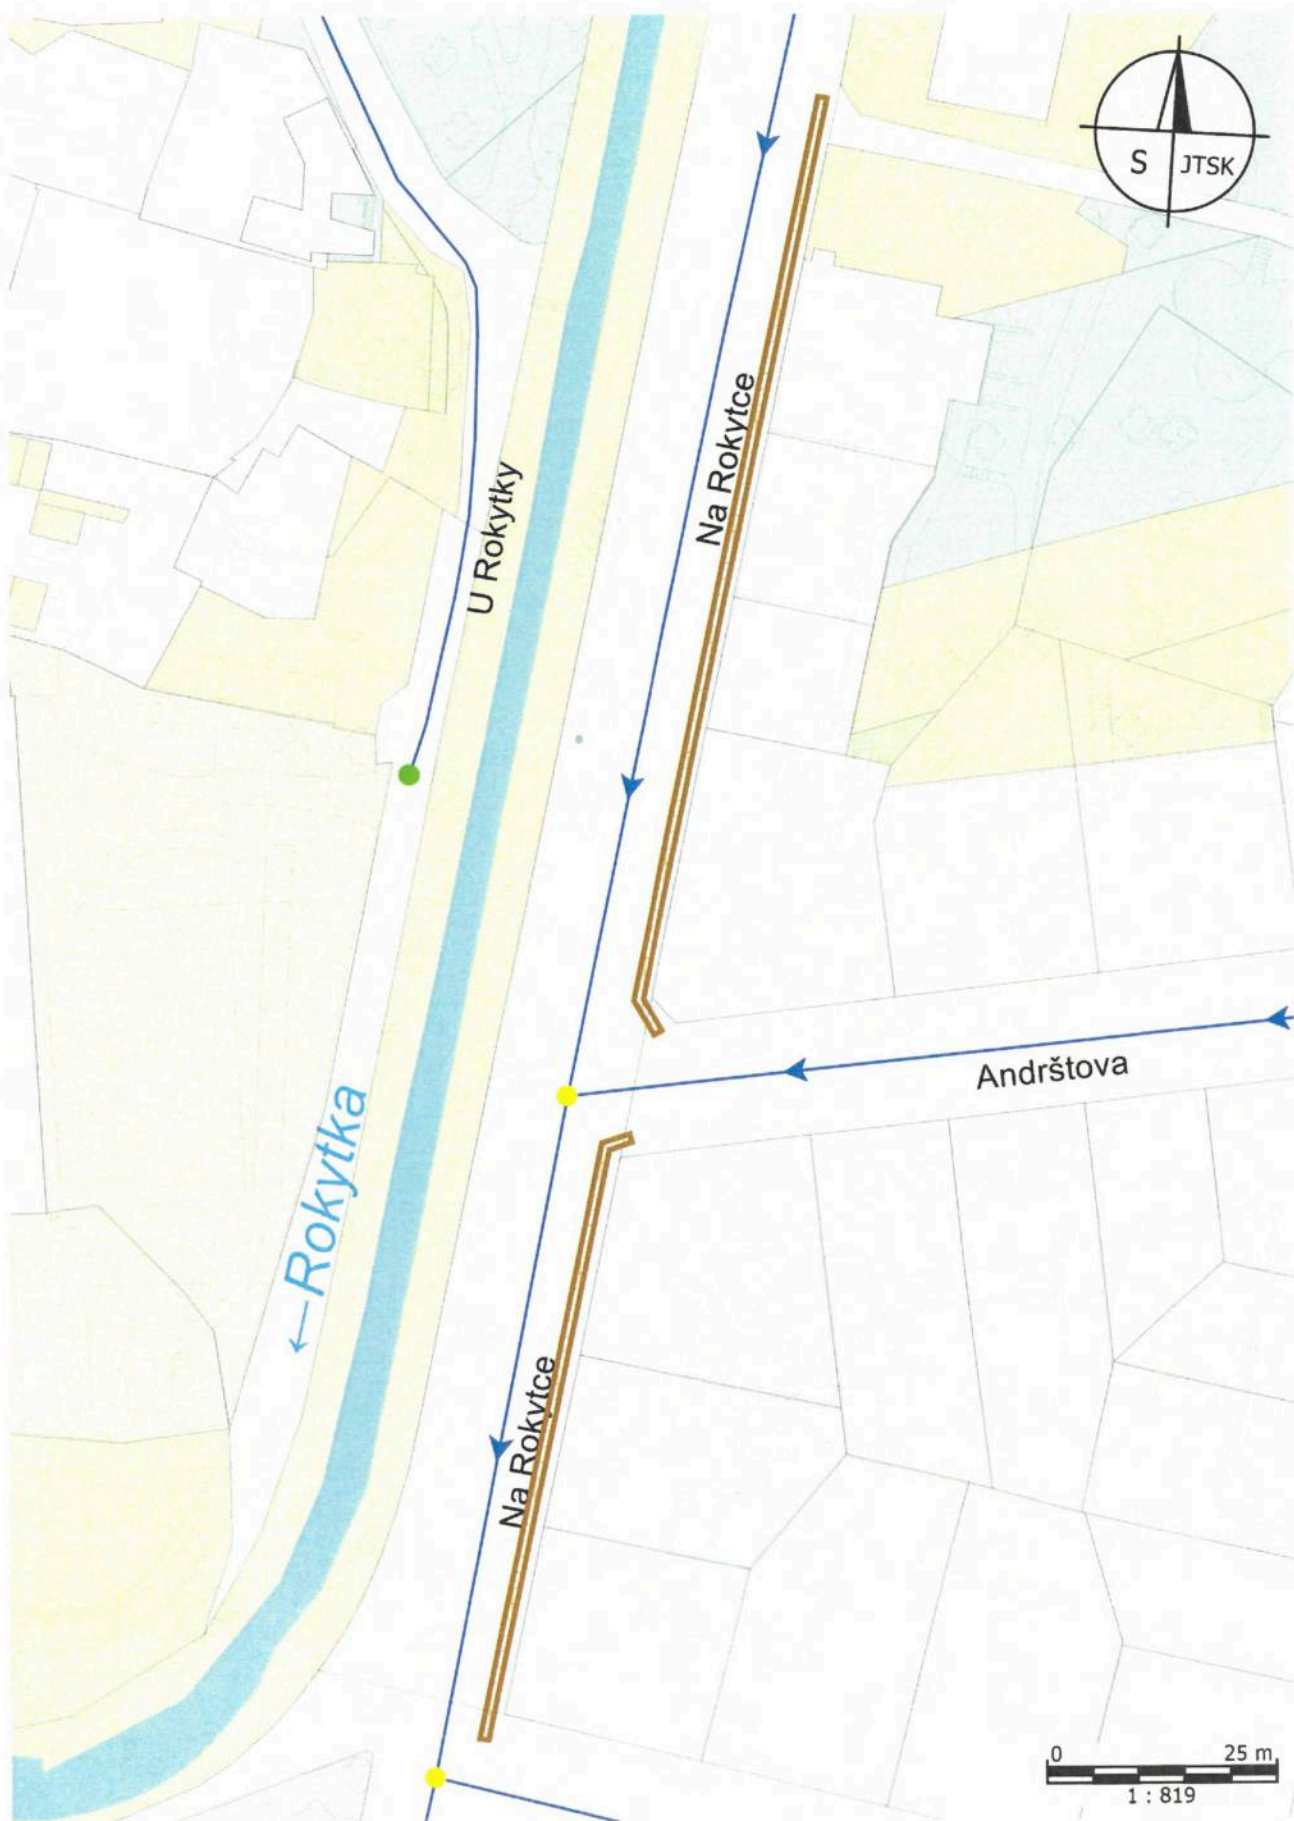 S JTSK
Na Rokytce
U Rokytky
Andrštova
←Rokytka
Na Rokytce
0 25 m
1 : 819